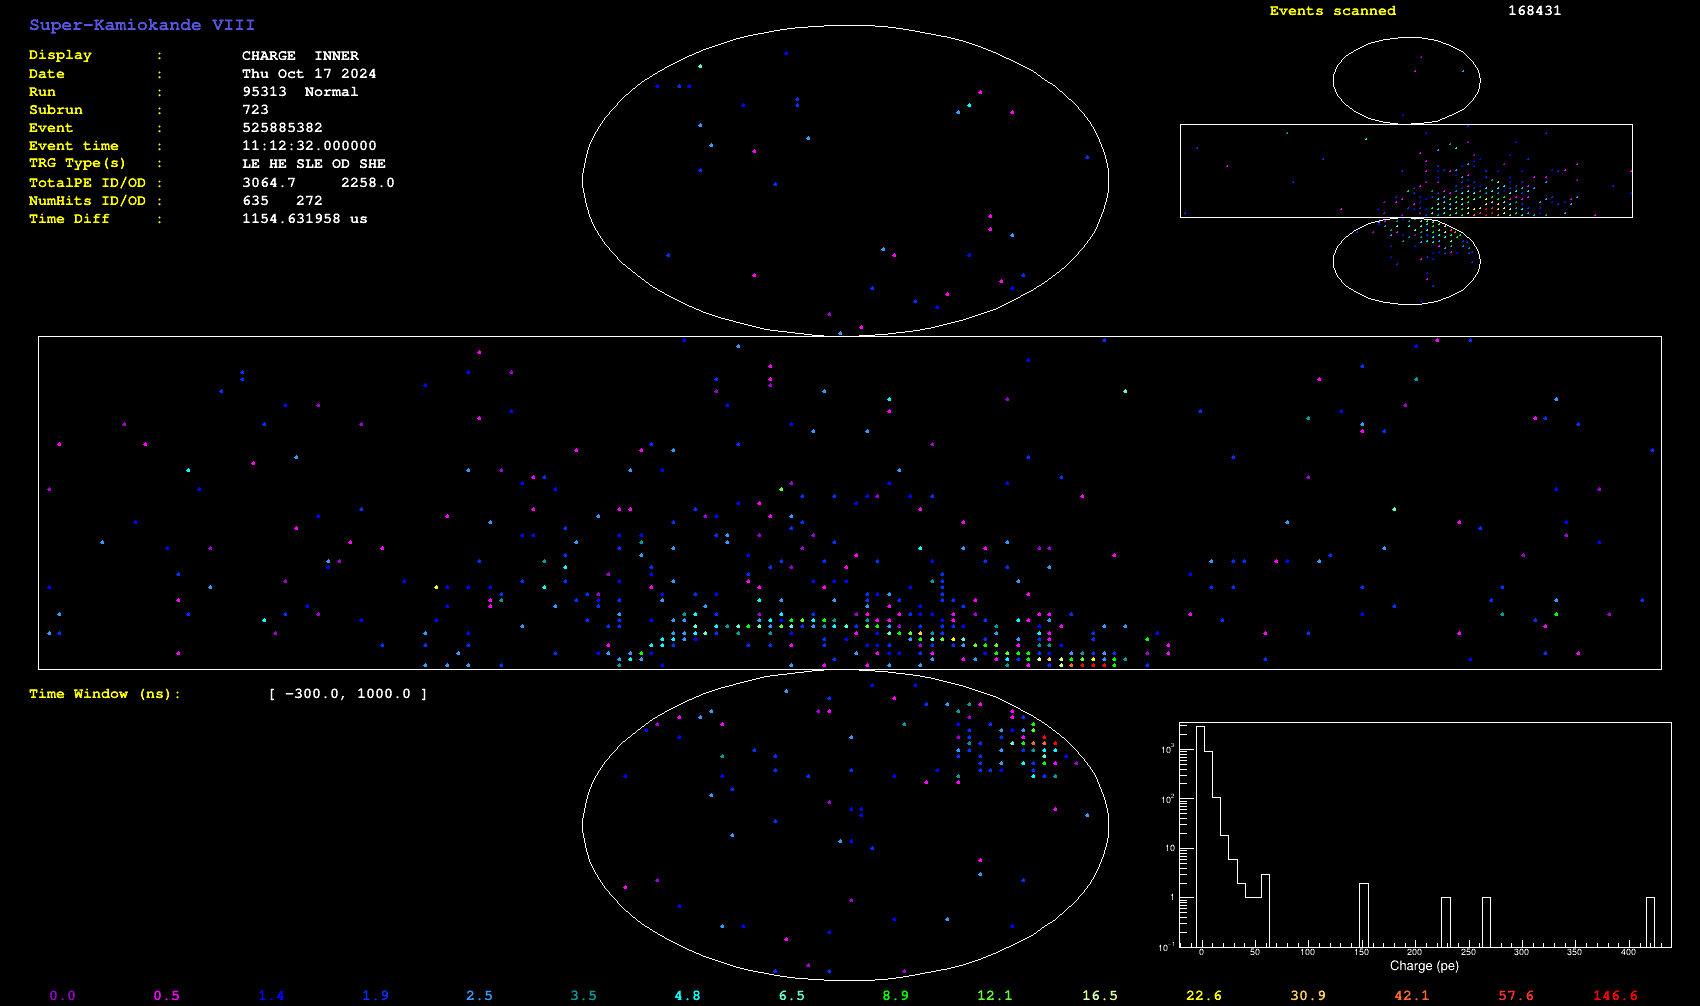 Super-Kamiokande VIII
Events scanned 168431
Display : CHARGE INNER
Date : Thu Oct 17 2024
Run : 95313 Normal
Subrun : 723
Event : 525885382
Event time : 11:12:32.000000
TRG Type(s) : LE HE SLE OD SHE
TotalPE ID/OD : 3064.7 2258.0
NumHits ID/OD : 635 272
Time Diff : 1154.631958 us
Time Window (ns): [ -300.0, 1000.0 ]
10³
10²
10
1
10⁻¹
0 50 100 150 200 250 300 350 400
Charge (pe)
0.0 0.5 1.4 1.9 2.5 3.5 4.8 6.5 8.9 12.1 16.5 22.6 30.9 42.1 57.6 146.6